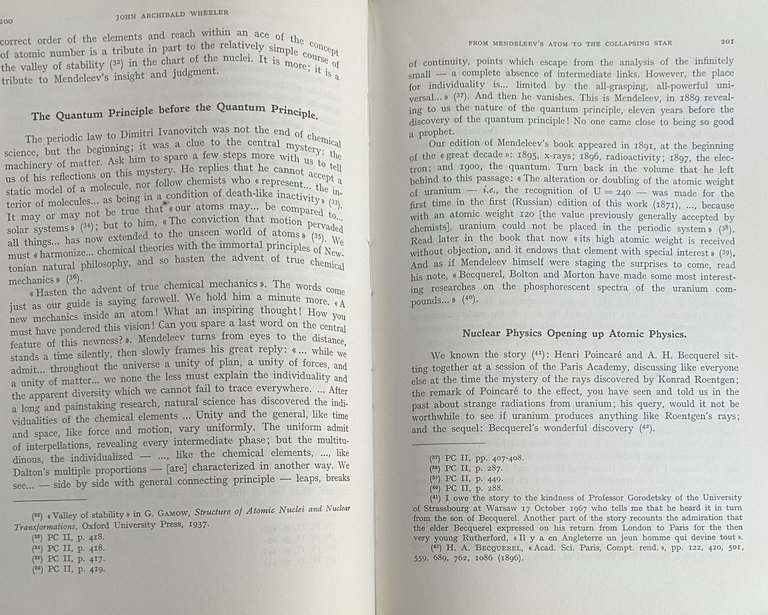 200
JOHN ARCHIBALD WHEELER
correct order of the elements and reach within an ace of the concept
of atomic number is a tribute in part to the relatively simple course of
the valley of stability (32) in the chart of the nuclei. It is more; it is a
tribute to Mendeleev's insight and judgment.
The Quantum Principle before the Quantum Principle.
The periodic law to Dimitri Ivanovitch was not the end of chemical
science, but the beginning; it was a clue to the central mystery: the
machinery of matter. Ask him to spare a few steps more with us to tell
us of his reflections on this mystery. He replies that he cannot accept a
static model of a molecule, nor follow chemists who « represent... the in-
terior of molecules... as being in a condition of death-like inactivity » (33).
It may or may not be true that « our atoms may... be compared to...
solar systems » (34); but to him, « The conviction that motion pervaded
all things... has now extended to the unseen world of atoms » (35). We
must « harmonize... chemical theories with the immortal principles of New-
tonian natural philosophy, and so hasten the advent of true chemical
mechanics » (36).
« Hasten the advent of true chemical mechanics ». The words come
just as our guide is saying farewell. We hold him a minute more. « A
new mechanics inside an atom! What an inspiring thought! How you
must have pondered this vision! Can you spare a last word on the central
feature of this newness? ». Mendeleev turns from eyes to the distance,
stands a time silently, then slowly frames his reply: « ... while we
admit... throughout the universe a unity of plan, a unity of forces, and
a unity of matter... we none the less must explain the individuality and
the apparent diversity which we cannot fail to trace everywhere. ... After
a long and painstaking research, natural science has discovered the indi-
vidualities of the chemical elements ... Unity and the general, like time
and space, like force and motion, vary uniformly. The uniform admit
of interpellations, revealing every intermediate phase; but the multitu-
dinous, the individualized — ..., like the chemical elements, ..., like
Dalton's multiple proportions — [are] characterized in another way. We
see... — side by side with general connecting principle — leaps, breaks
(32) « Valley of stability » in G. GAMOW, Structure of Atomic Nuclei and Nuclear
Transformations, Oxford University Press, 1937.
(33) PC II, p. 418.
(34) PC II, p. 418.
(35) PC II, p. 417.
(36) PC II, p. 419.
FROM MENDELEEV'S ATOM TO THE COLLAPSING STAR
201
of continuity, points which escape from the analysis of the infinitely
small — a complete absence of intermediate links. However, the place
for individuality is... limited by the all-grasping, all-powerful uni-
versal... » (37). And then he vanishes. This is Mendeleev, in 1889 reveal-
ing to us the nature of the quantum principle, eleven years before the
discovery of the quantum principle! No one came close to being so good
a prophet.
Our edition of Mendeleev's book appeared in 1891, at the beginning
of the « great decade »: 1895, x-rays; 1896, radioactivity; 1897, the elec-
tron; and 1900, the quantum. Turn back in the volume that he left
behind to this passage: « The alteration or doubling of the atomic weight
of uranium — i.e., the recognition of U = 240 — was made for the
first time in the first (Russian) edition of this work (1871), ..., because
with an atomic weight 120 [the value previously generally accepted by
chemists], uranium could not be placed in the periodic system » (38).
Read later in the book that now « its high atomic weight is received
without objection, and it endows that element with special interest » (39).
And as if Mendeleev himself were staging the surprises to come, read
his note, « Becquerel, Bolton and Morton have made some most interest-
ing researches on the phosphorescent spectra of the uranium com-
pounds... » (40).
Nuclear Physics Opening up Atomic Physics.
We known the story (41): Henri Poincaré and A. H. Becquerel sit-
ting together at a session of the Paris Academy, discussing like everyone
else at the time the mystery of the rays discovered by Konrad Roentgen;
the remark of Poincaré to the effect, you have seen and told us in the
past about strange radiations from uranium; his query, would it not be
worthwhile to see if uranium produces anything like Roentgen's rays;
and the sequel: Becquerel's wonderful discovery (42).
(37) PC II, pp. 407-408.
(38) PC II, p. 287.
(39) PC II, p. 449.
(40) PC II, p. 288.
(41) I owe the story to the kindness of Professor Gorodetsky of the University
of Strasbourg at Warsaw 17 October 1967 who tells me that he heard it in turn
from the son of Becquerel. Another part of the story recounts the admiration that
the elder Becquerel expressed on his return from London to Paris for the then
very young Rutherford, « Il y a en Angleterre un jeun homme qui devine tout ».
(42) H. A. BECQUEREL, « Acad. Sci. Paris, Compt. rend. », pp. 122, 420, 501,
559, 689, 762, 1086 (1896).